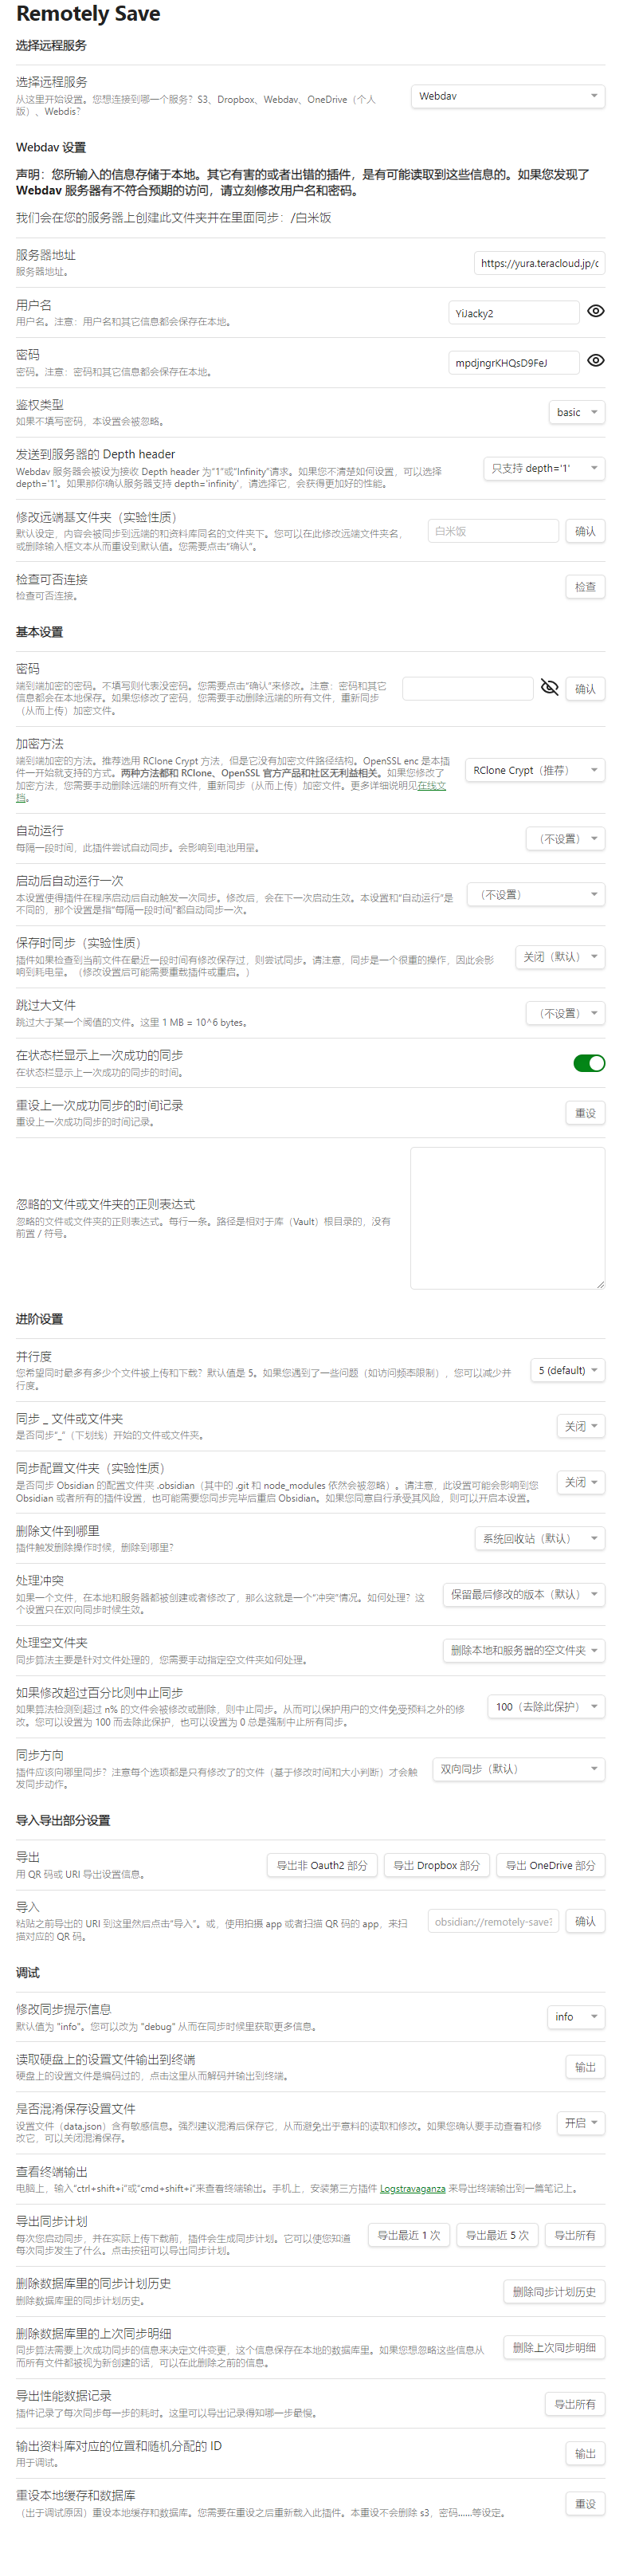 Remotely Save
选择远程服务
选择远程服务
从这里开始设置。您想连接到哪一个服务？S3、Dropbox、Webdav、OneDrive（个人
版）、Webdis？
Webdav
Webdav 设置
声明：您所输入的信息存储于本地。其它有害的或者出错的插件，是有可能读取到这些信息的。如果您发现了
Webdav 服务器有不符合预期的访问，请立刻修改用户名和密码。
我们会在您的服务器上创建此文件夹并在里面同步：/白米饭
服务器地址
服务器地址。
https://yura.teracloud.jp/c
用户名
用户名。注意：用户名和其它信息都会保存在本地。
YiJacky2
密码
密码。注意：密码和其它信息都会保存在本地。
mpdjngrKHQsD9FeJ
鉴权类型
如果不填写密码，本设置会被忽略。
basic
发送到服务器的 Depth header
Webdav 服务器会被设为接收 Depth header 为“1”或“Infinity”请求。如果您不清楚如何设置，可以选择
depth='1'。如果那你确认服务器支持 depth='infinity'，请选择它，会获得更加好的性能。
只支持 depth='1'
修改远端基文件夹（实验性质）
默认设定，内容会被同步到远端的和资料库同名的文件夹下。您可以在此修改远端文件夹名，
或删除输入框文本从而重设到默认值。您需要点击“确认”。
白米饭
确认
检查可否连接
检查可否连接。
检查
基本设置
密码
端到端加密的密码。不填写则代表没密码。您需要点击“确认”来修改。注意：密码和其它
信息都会在本地保存。如果您修改了密码，您需要手动删除远端的所有文件，重新同步
（从而上传）加密文件。
确认
加密方法
端到端加密的方法。推荐选用 RClone Crypt 方法，但是它没有加密文件路径结构。OpenSSL enc 是本插
件一开始就支持的方式。两种方法都和 RClone、OpenSSL 官方产品和社区无利益相关。如果您修改了
加密方法，您需要手动删除远端的所有文件，重新同步（从而上传）加密文件。更多详细说明见在线文
档。
RClone Crypt（推荐）
自动运行
每隔一段时间，此插件尝试自动同步。会影响到电池用量。
（不设置）
启动后自动运行一次
本设置使得插件在程序启动后自动触发一次同步。修改后，会在下一次启动生效。本设置和“自动运行”是
不同的，那个设置是指“每隔一段时间”都自动同步一次。
（不设置）
保存时同步（实验性质）
插件如果检查到当前文件在最近一段时间有修改保存过，则尝试同步。请注意，同步是一个很重的操作，因此会影
响到耗电量。（修改设置后可能需要重载插件或重启。）
关闭（默认）
跳过大文件
跳过大于某一个阈值的文件。这里 1 MB = 10^6 bytes。
（不设置）
在状态栏显示上一次成功的同步
在状态栏显示上一次成功的同步的时间。
重设上一次成功同步的时间记录
重设上一次成功同步的时间记录。
重设
忽略的文件或文件夹的正则表达式
忽略的文件或文件夹的正则表达式。每行一条。路径是相对于库（Vault）根目录的，没有
前置 / 符号。
进阶设置
并行度
您希望同时最多有多少个文件被上传和下载？默认值是 5。如果您遇到了一些问题（如访问频率限制），您可以减少并
行度。
5 (default)
同步 _ 文件或文件夹
是否同步“_”（下划线）开始的文件或文件夹。
关闭
同步配置文件夹（实验性质）
是否同步 Obsidian 的配置文件夹 .obsidian（其中的 .git 和 node_modules 依然会被忽略）。请注意，此设置可能会影响到您
Obsidian 或者所有的插件设置，也可能需要您同步完毕后重启 Obsidian。如果您同意自行承受其风险，则可以开启本设置。
关闭
删除文件到哪里
插件触发删除操作时候，删除到哪里？
系统回收站（默认）
处理冲突
如果一个文件，在本地和服务器都被创建或者修改了，那么这就是一个“冲突”情况。如何处理？这
个设置只在双向同步时候生效。
保留最后修改的版本（默认）
处理空文件夹
同步算法主要是针对文件处理的，您需要手动指定空文件夹如何处理。
删除本地和服务器的空文件夹
如果修改超过百分比则中止同步
如果算法检测到超过 n% 的文件会被修改或删除，则中止同步。从而可以保护用户的文件免受预料之外的修
改。您可以设置为 100 而去除此保护，也可以设置为 0 总是强制中止所有同步。
100（去除此保护）
同步方向
插件应该向哪里同步？注意每个选项都是只有修改了的文件（基于修改时间和大小判断）才会触
发同步动作。
双向同步（默认）
导入导出部分设置
导出
用 QR 码或 URI 导出设置信息。
导出非 Oauth2 部分
导出 Dropbox 部分
导出 OneDrive 部分
导入
粘贴之前导出的 URI 到这里然后点击“导入”。或，使用拍摄 app 或者扫描 QR 码的 app，来扫
描对应的 QR 码。
obsidian://remotely-save?
确认
调试
修改同步提示信息
默认值为 "info"。您可以改为 "debug" 从而在同步时候里获取更多信息。
info
读取硬盘上的设置文件输出到终端
硬盘上的设置文件是编码过的，点击这里从而解码并输出到终端。
输出
是否混淆保存设置文件
设置文件（data.json）含有敏感信息。强烈建议混淆后保存它，从而避免出乎意料的读取和修改。如果您确认要手动查看和修
改它，可以关闭混淆保存。
开启
查看终端输出
电脑上，输入“ctrl+shift+i”或“cmd+shift+i”来查看终端输出。手机上，安装第三方插件 Logstravaganza 来导出终端输出到一篇笔记上。
导出同步计划
每次您启动同步，并在实际上传下载前，插件会生成同步计划。它可以使您知道
每次同步发生了什么。点击按钮可以导出同步计划。
导出最近 1 次
导出最近 5 次
导出所有
删除数据库里的同步计划历史
删除数据库里的同步计划历史。
删除同步计划历史
删除数据库里的上次同步明细
同步算法需要上次成功同步的信息来决定文件变更，这个信息保存在本地的数据库里。如果您想忽略这些信息从
而所有文件都被视为新创建的话，可以在此删除之前的信息。
删除上次同步明细
导出性能数据记录
插件记录了每次同步每一步的耗时。这里可以导出记录得知哪一步最慢。
导出所有
输出资料库对应的位置和随机分配的 ID
用于调试。
输出
重设本地缓存和数据库
（出于调试原因）重设本地缓存和数据库。您需要在重设之后重新载入此插件。本重设不会删除 s3，密码......等设定。
重设